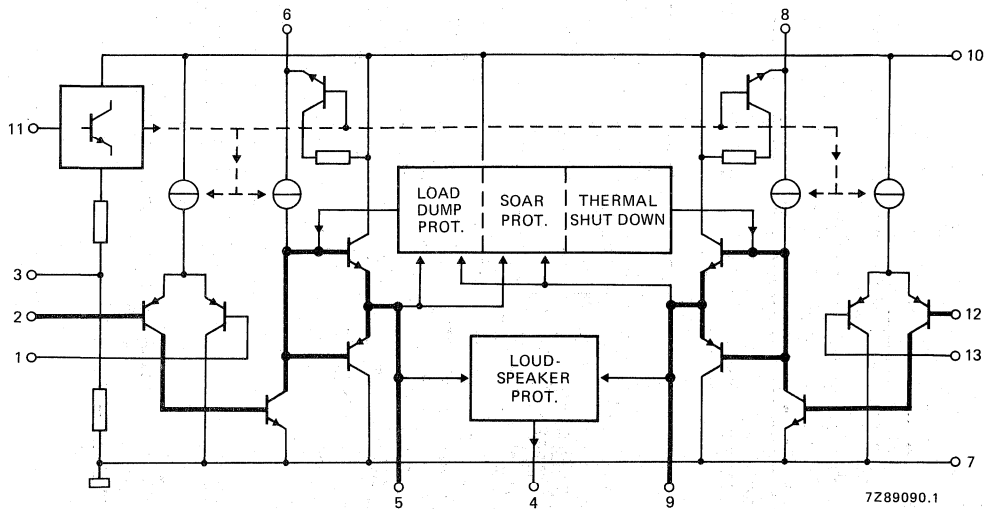 6
8
10
11
LOAD
DUMP
PROT.
SOAR
PROT.
THERMAL
SHUT DOWN
3
2
1
12
13
LOUD-
SPEAKER
PROT.
7
5
4
9
7Z89090.1